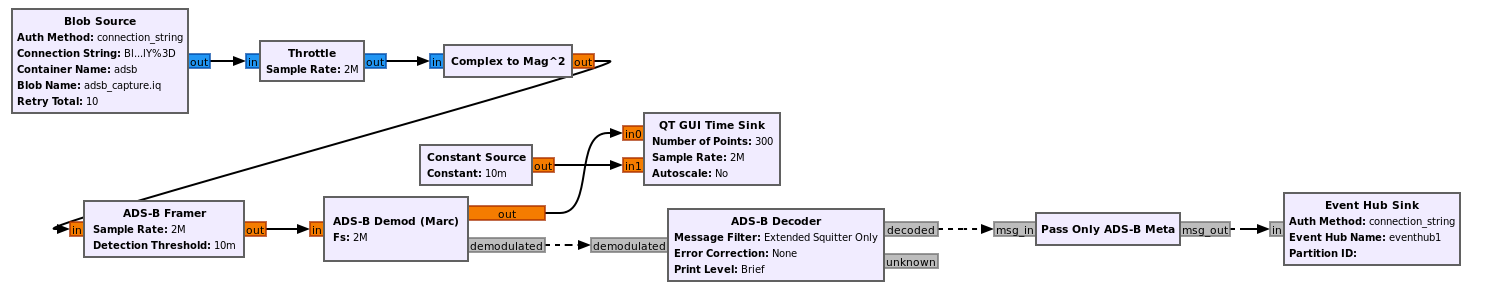 Blob Source
Auth Method: connection_string
Connection String: Bl...lY%3D
Container Name: adsb
Blob Name: adsb_capture.iq
Retry Total: 10
out
in
Throttle
Sample Rate: 2M
out
in
Complex to Mag^2
out
Constant Source
Constant: 10m
out
in0
in1
QT GUI Time Sink
Number of Points: 300
Sample Rate: 2M
Autoscale: No
in
ADS-B Framer
Sample Rate: 2M
Detection Threshold: 10m
out
in
ADS-B Demod (Marc)
Fs: 2M
out
demodulated
demodulated
ADS-B Decoder
Message Filter: Extended Squitter Only
Error Correction: None
Print Level: Brief
decoded
unknown
msg_in
Pass Only ADS-B Meta
msg_out
in
Event Hub Sink
Auth Method: connection_string
Event Hub Name: eventhub1
Partition ID: